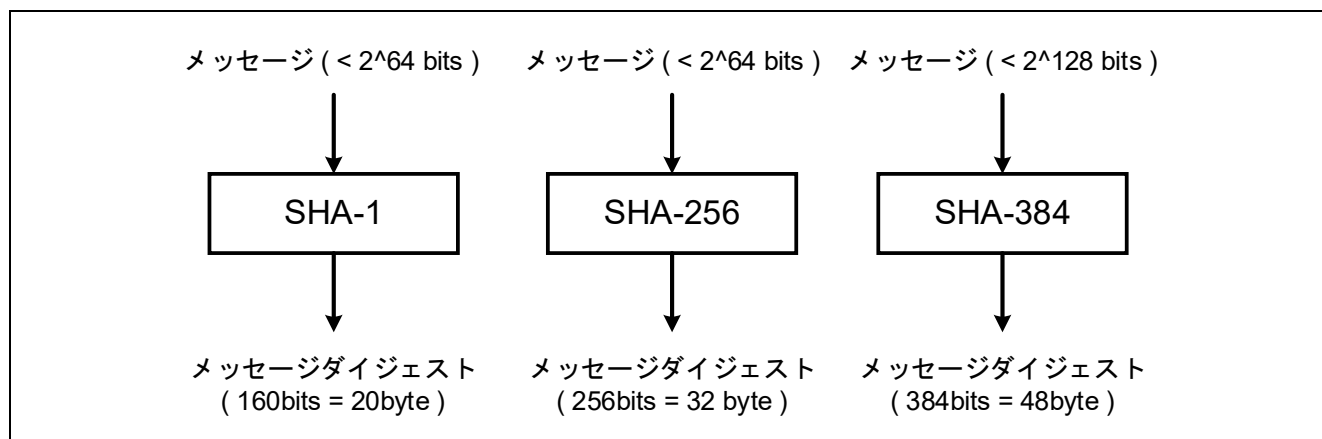 メッセージ ( < 2^64 bits )
メッセージ ( < 2^64 bits )
メッセージ ( < 2^128 bits )
SHA-1
SHA-256
SHA-384
メッセージダイジェスト
( 160bits = 20byte )
メッセージダイジェスト
( 256bits = 32 byte )
メッセージダイジェスト
( 384bits = 48byte )